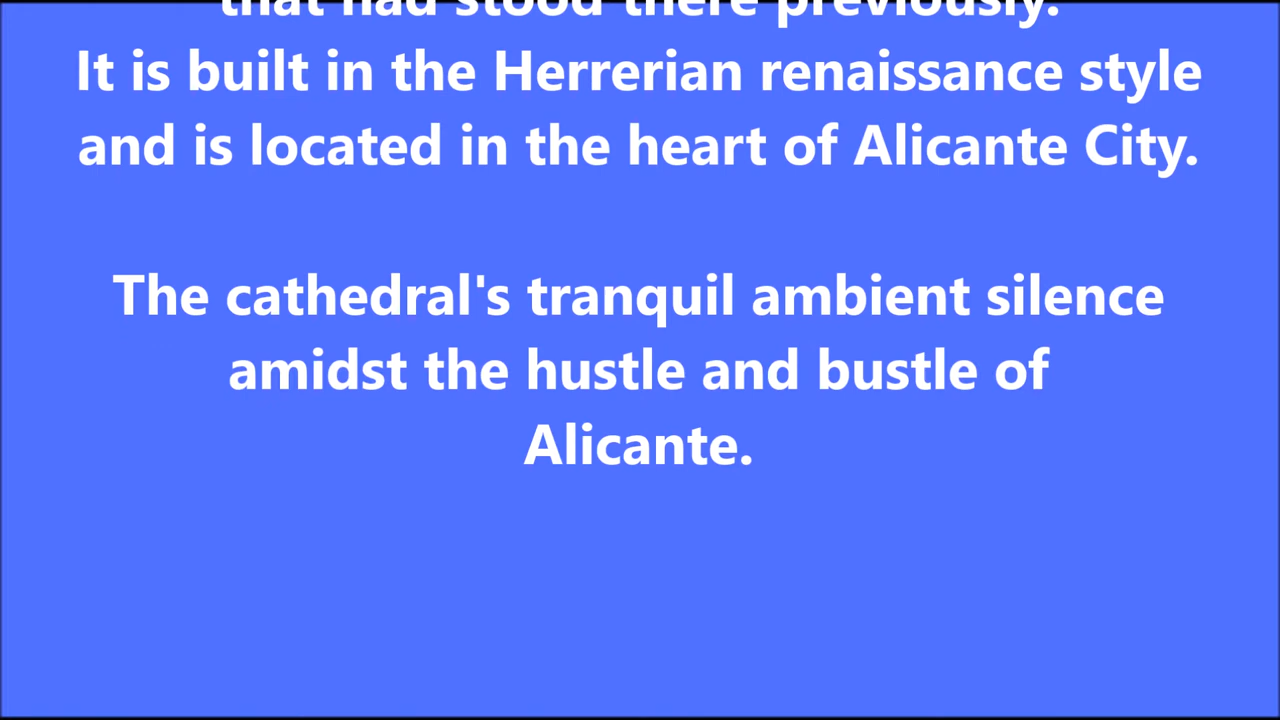 that had stood there previously.
It is built in the Herrerian renaissance style
and is located in the heart of Alicante City.
The cathedral's tranquil ambient silence
amidst the hustle and bustle of
Alicante.